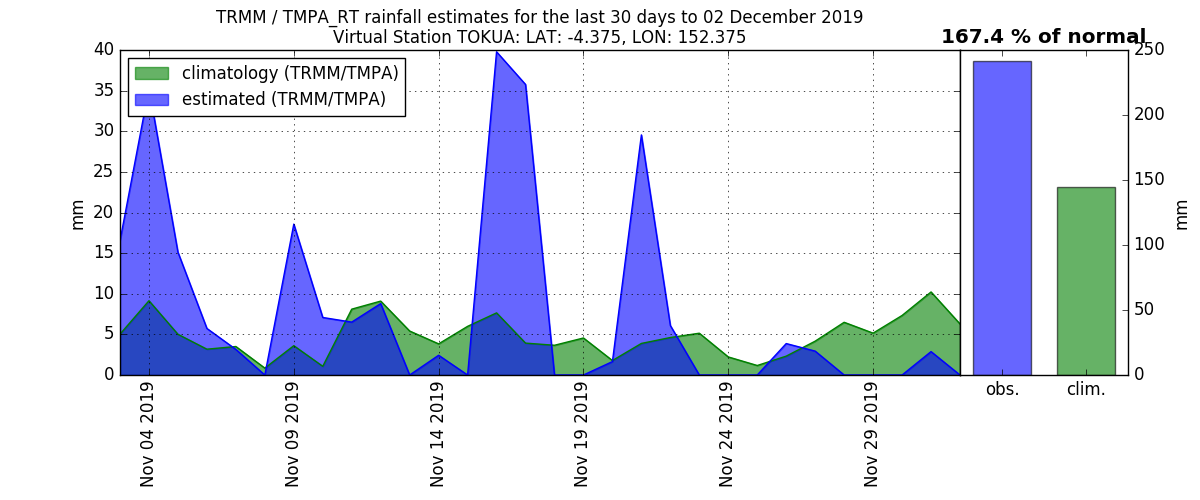 TRMM / TMPA_RT rainfall estimates for the last 30 days to 02 December 2019
Virtual Station TOKUA: LAT: -4.375, LON: 152.375
167.4 % of normal
climatology (TRMM/TMPA)
estimated (TRMM/TMPA)
40
35
30
25
20
15
10
5
0
mm
Nov 04 2019
Nov 09 2019
Nov 14 2019
Nov 19 2019
Nov 24 2019
Nov 29 2019
250
200
150
100
50
0
mm
obs.
clim.